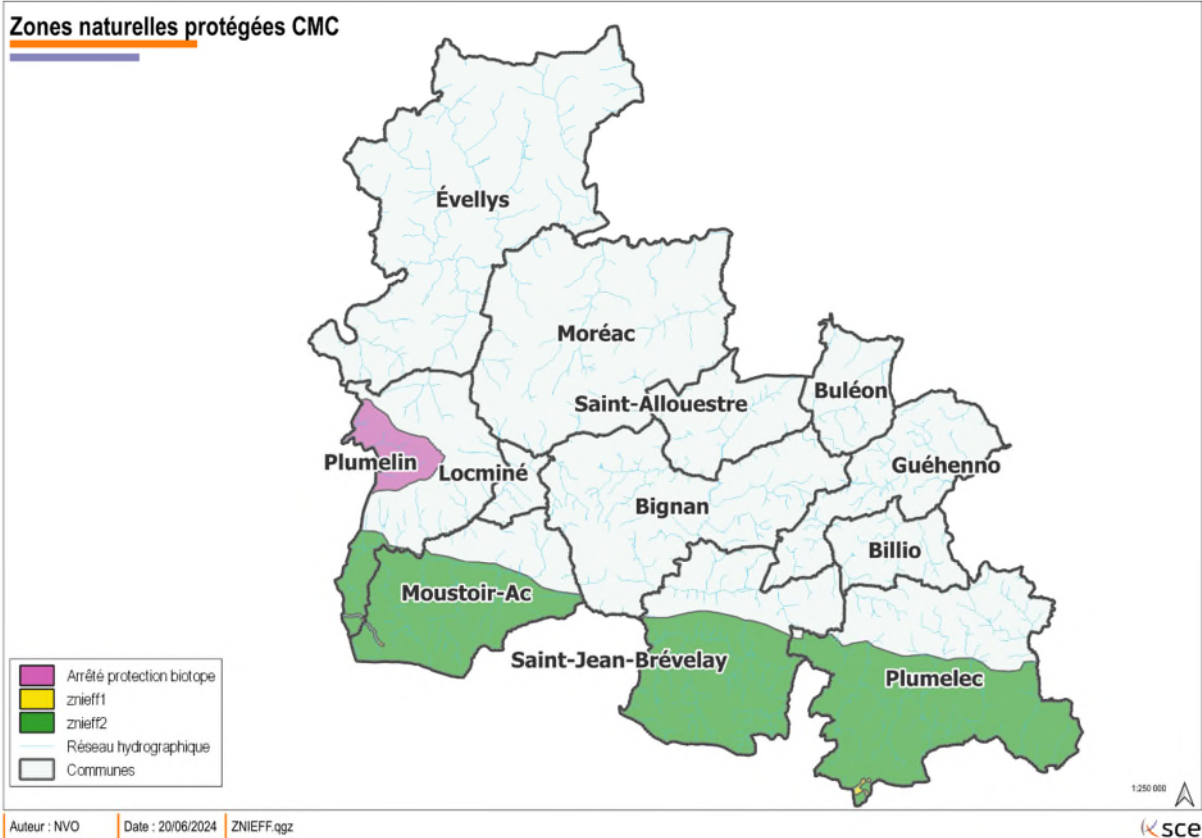 Zones naturelles protégées CMC
Évellys
Moréac
Buléon
Saint-Allouestre
Plumelin
Locminé
Guéhenno
Bignan
Billio
Moustoir-Ac
Saint-Jean-Brévelay
Plumelec
Arrêté protection biotope
znieff1
znieff2
Réseau hydrographique
Communes
1:250 000
Auteur : NVO
Date : 20/06/2024
ZNIEFF.qgz
sce